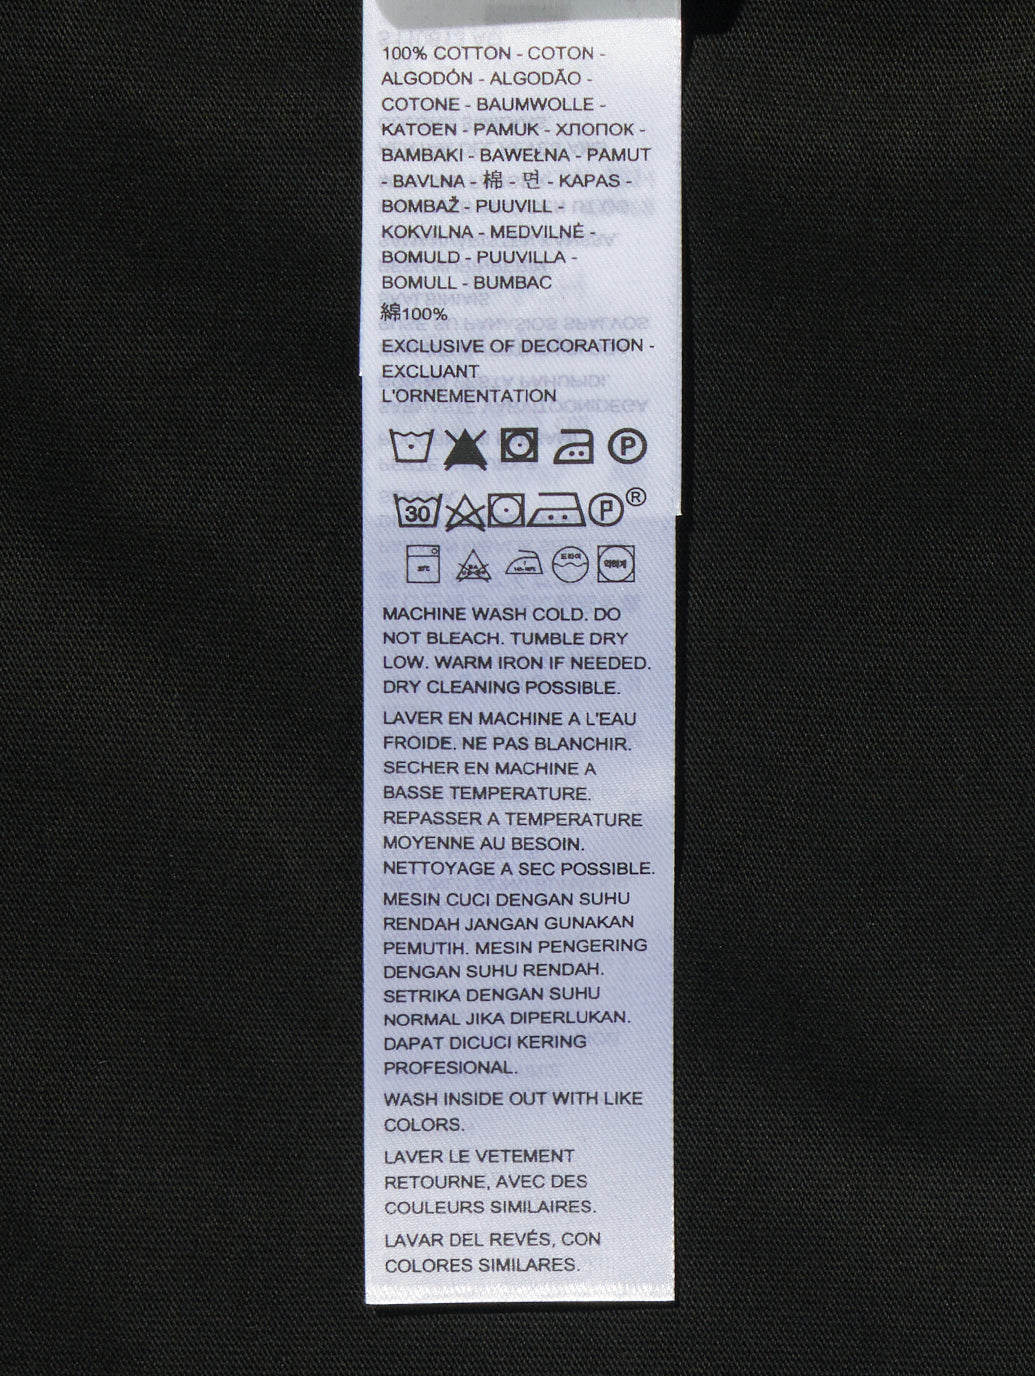 100% COTTON - COTON -
ALGODÓN - ALGODÃO -
COTONE - BAUMWOLLE -
KATOEN - PAMUK - ХЛОПОК -
BAMBAKI - BAWEŁNA - PAMUT
- BAVLNA - 棉 - 면 - KAPAS -
BOMBAŽ - PUUVILL -
KOKVILNA - MEDVILNĖ -
BOMULD - PUUVILLA -
BOMULL - BUMBAC
綿100%
EXCLUSIVE OF DECORATION -
EXCLUANT
L'ORNEMENTATION
P
30 P ®
드라이 약하게
MACHINE WASH COLD. DO
NOT BLEACH. TUMBLE DRY
LOW. WARM IRON IF NEEDED.
DRY CLEANING POSSIBLE.
LAVER EN MACHINE A L'EAU
FROIDE. NE PAS BLANCHIR.
SECHER EN MACHINE A
BASSE TEMPERATURE.
REPASSER A TEMPERATURE
MOYENNE AU BESOIN.
NETTOYAGE A SEC POSSIBLE.
MESIN CUCI DENGAN SUHU
RENDAH JANGAN GUNAKAN
PEMUTIH. MESIN PENGERING
DENGAN SUHU RENDAH.
SETRIKA DENGAN SUHU
NORMAL JIKA DIPERLUKAN.
DAPAT DICUCI KERING
PROFESIONAL.
WASH INSIDE OUT WITH LIKE
COLORS.
LAVER LE VETEMENT
RETOURNE, AVEC DES
COULEURS SIMILAIRES.
LAVAR DEL REVÉS, CON
COLORES SIMILARES.